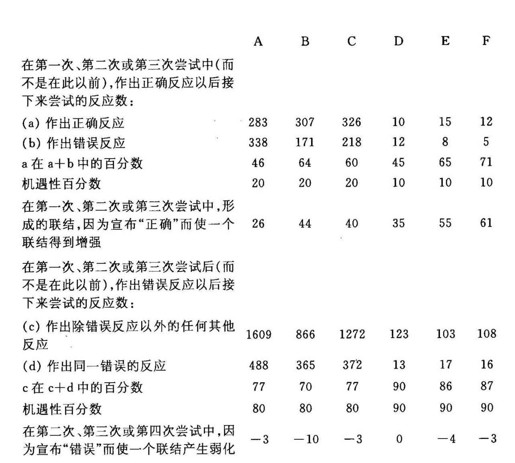 A B C D E F
在第一次、第二次或第三次尝试中(而
不是在此以前),作出正确反应以后接
下来尝试的反应数:
(a) 作出正确反应 283 307 326 10 15 12
(b) 作出错误反应 338 171 218 12 8 5
a 在 a+b 中的百分数 46 64 60 45 65 71
机遇性百分数 20 20 20 10 10 10
在第一次、第二次或第三次尝试中,形
成的联结,因为宣布“正确”而使一个 26 44 40 35 55 61
联结得到增强
在第一次、第二次或第三次尝试后(而
不是在此以前),作出错误反应以后接
下来尝试的反应数:
(c) 作出除错误反应以外的任何其他
反应 1609 866 1272 123 103 108
(d) 作出同一错误的反应 488 365 372 13 17 16
c 在 c+d 中的百分数 77 70 77 90 86 87
机遇性百分数 80 80 80 90 90 90
在第二次、第三次或第四次尝试中,因
为宣布“错误”而使一个联结产生弱化 -3 -10 -3 0 -4 -3